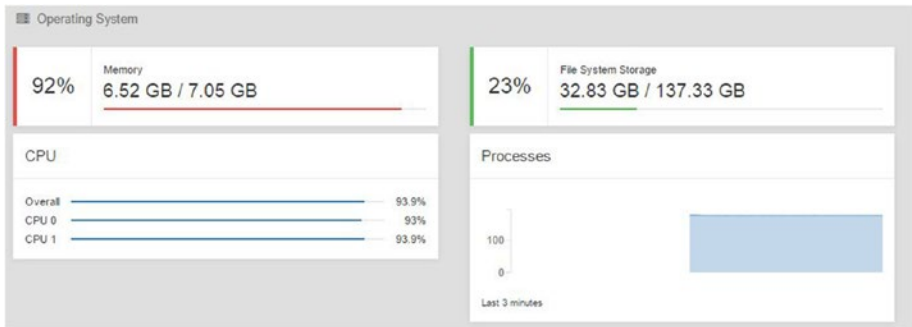 Operating System
92%
Memory
6.52 GB / 7.05 GB
23%
File System Storage
32.83 GB / 137.33 GB
CPU
Overall 93.9%
CPU 0 93%
CPU 1 93.9%
Processes
100
0
Last 3 minutes